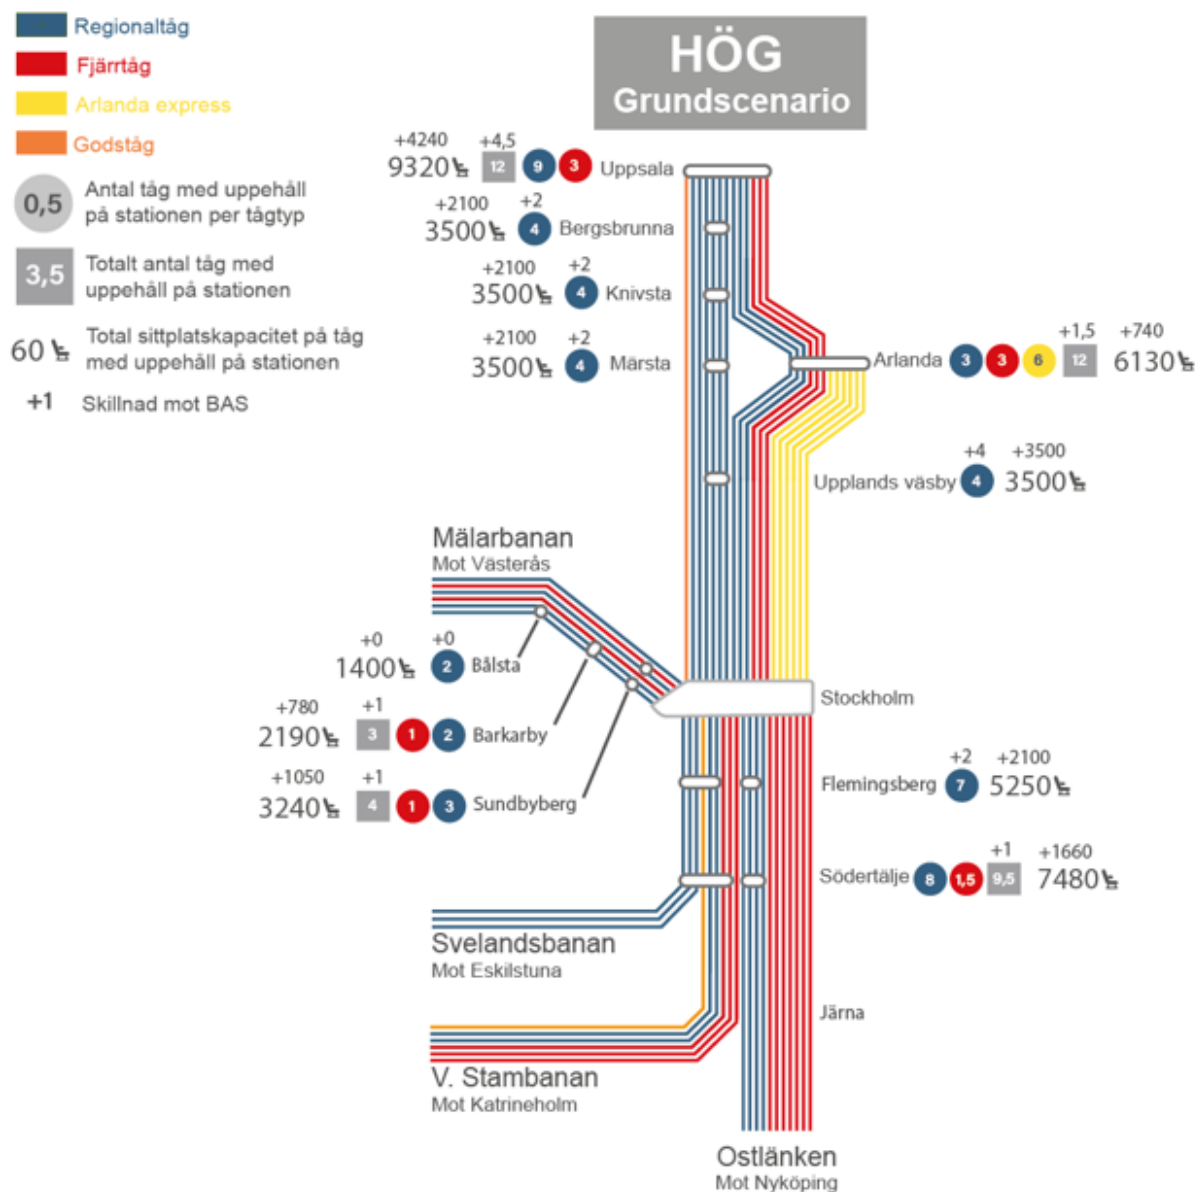 Regionaltåg
Fjärrtåg
Arlanda express
Godståg
0,5
Antal tåg med uppehåll
på stationen per tågtyp
3,5
Totalt antal tåg med
uppehåll på stationen
60
Total sittplatskapacitet på tåg
med uppehåll på stationen
+1
Skillnad mot BAS
HÖG
Grundscenario
+4240 +4,5
9320 12 9 3 Uppsala
+2100 +2
3500 4 Bergsbrunna
+2100 +2
3500 4 Knivsta
+2100 +2
3500 4 Märsta
+1,5 +740
Arlanda 3 3 6 12 6130
+4 +3500
Upplands väsby 4 3500
Mälarbanan
Mot Västerås
+0 +0
1400 2 Bålsta
+780 +1
2190 3 1 2 Barkarby
+1050 +1
3240 4 1 3 Sundbyberg
Stockholm
+2 +2100
Flemingsberg 7 5250
+1 +1660
Södertälje 8 1,5 9,5 7480
Svelandsbanan
Mot Eskilstuna
Järna
V. Stambanan
Mot Katrineholm
Ostlänken
Mot Nyköping